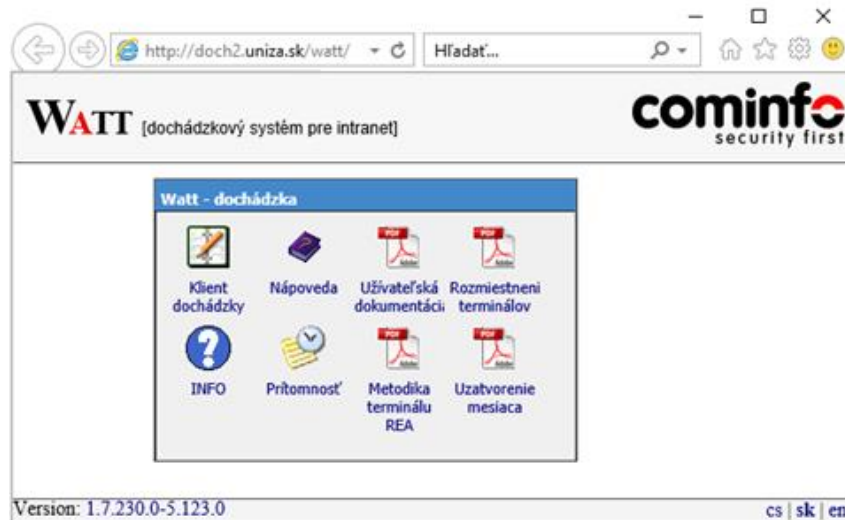 http://doch2.uniza.sk/watt/ Hľadať...
WATT [dochádzkový systém pre intranet]
cominfo
security first
Watt - dochádzka
Klient dochádzky
Nápoveda
Užívateľská dokumentáci
Rozmiestneni terminálov
INFO
Prítomnosť
Metodika terminálu REA
Uzatvorenie mesiaca
Version: 1.7.230.0-5.123.0 cs | sk | en